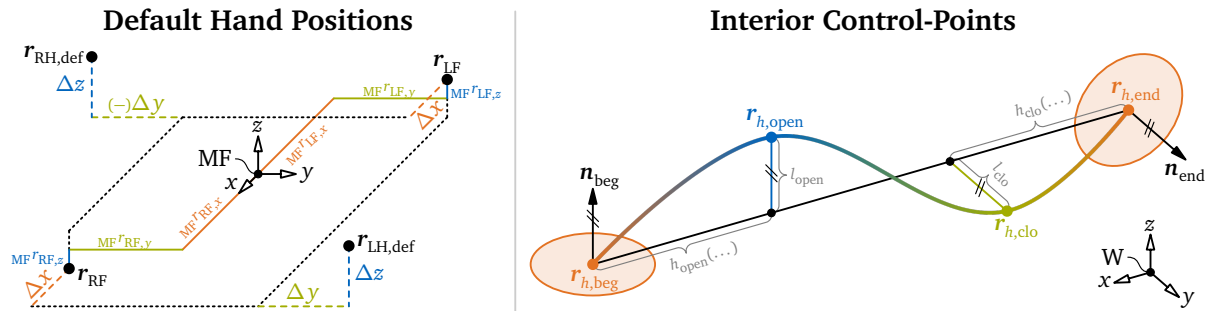 Default Hand Positions
r_RH,def
Δz
(−)Δy
MF r_LF,y
r_LF
MF r_LF,z
Δx
MF r_LF,x
z
MF
x
y
MF r_RF,x
MF r_RF,y
MF r_RF,z
r_RF
Δx
r_LH,def
Δz
Δy
Interior Control-Points
n_beg
r_h,beg
r_h,open
l_open
h_open(...)
h_clo(...)
l_clo
r_h,clo
r_h,end
n_end
z
W
x
y